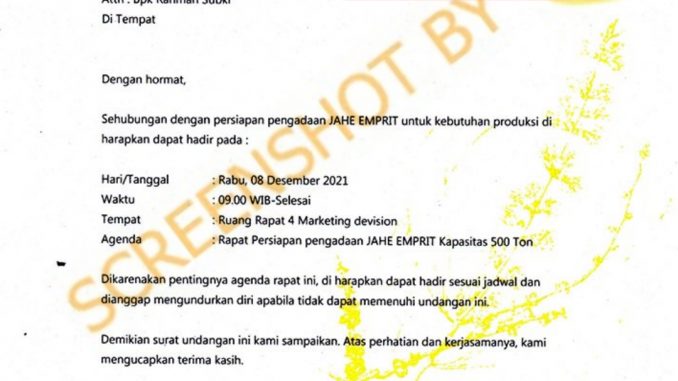 Attn : Bpk Rahman Subki
Di Tempat
Dengan hormat,
Sehubungan dengan persiapan pengadaan JAHE EMPRIT untuk kebutuhan produksi di
harapkan dapat hadir pada :
Hari/Tanggal : Rabu, 08 Desember 2021
Waktu : 09.00 WIB-Selesai
Tempat : Ruang Rapat 4 Marketing devision
Agenda : Rapat Persiapan pengadaan JAHE EMPRIT Kapasitas 500 Ton
Dikarenakan pentingnya agenda rapat ini, di harapkan dapat hadir sesuai jadwal dan
dianggap mengundurkan diri apabila tidak dapat memenuhi undangan ini.
Demikian surat undangan ini kami sampaikan. Atas perhatian dan kerjasamanya, kami
mengucapkan terima kasih.
SCREENSHOT BY